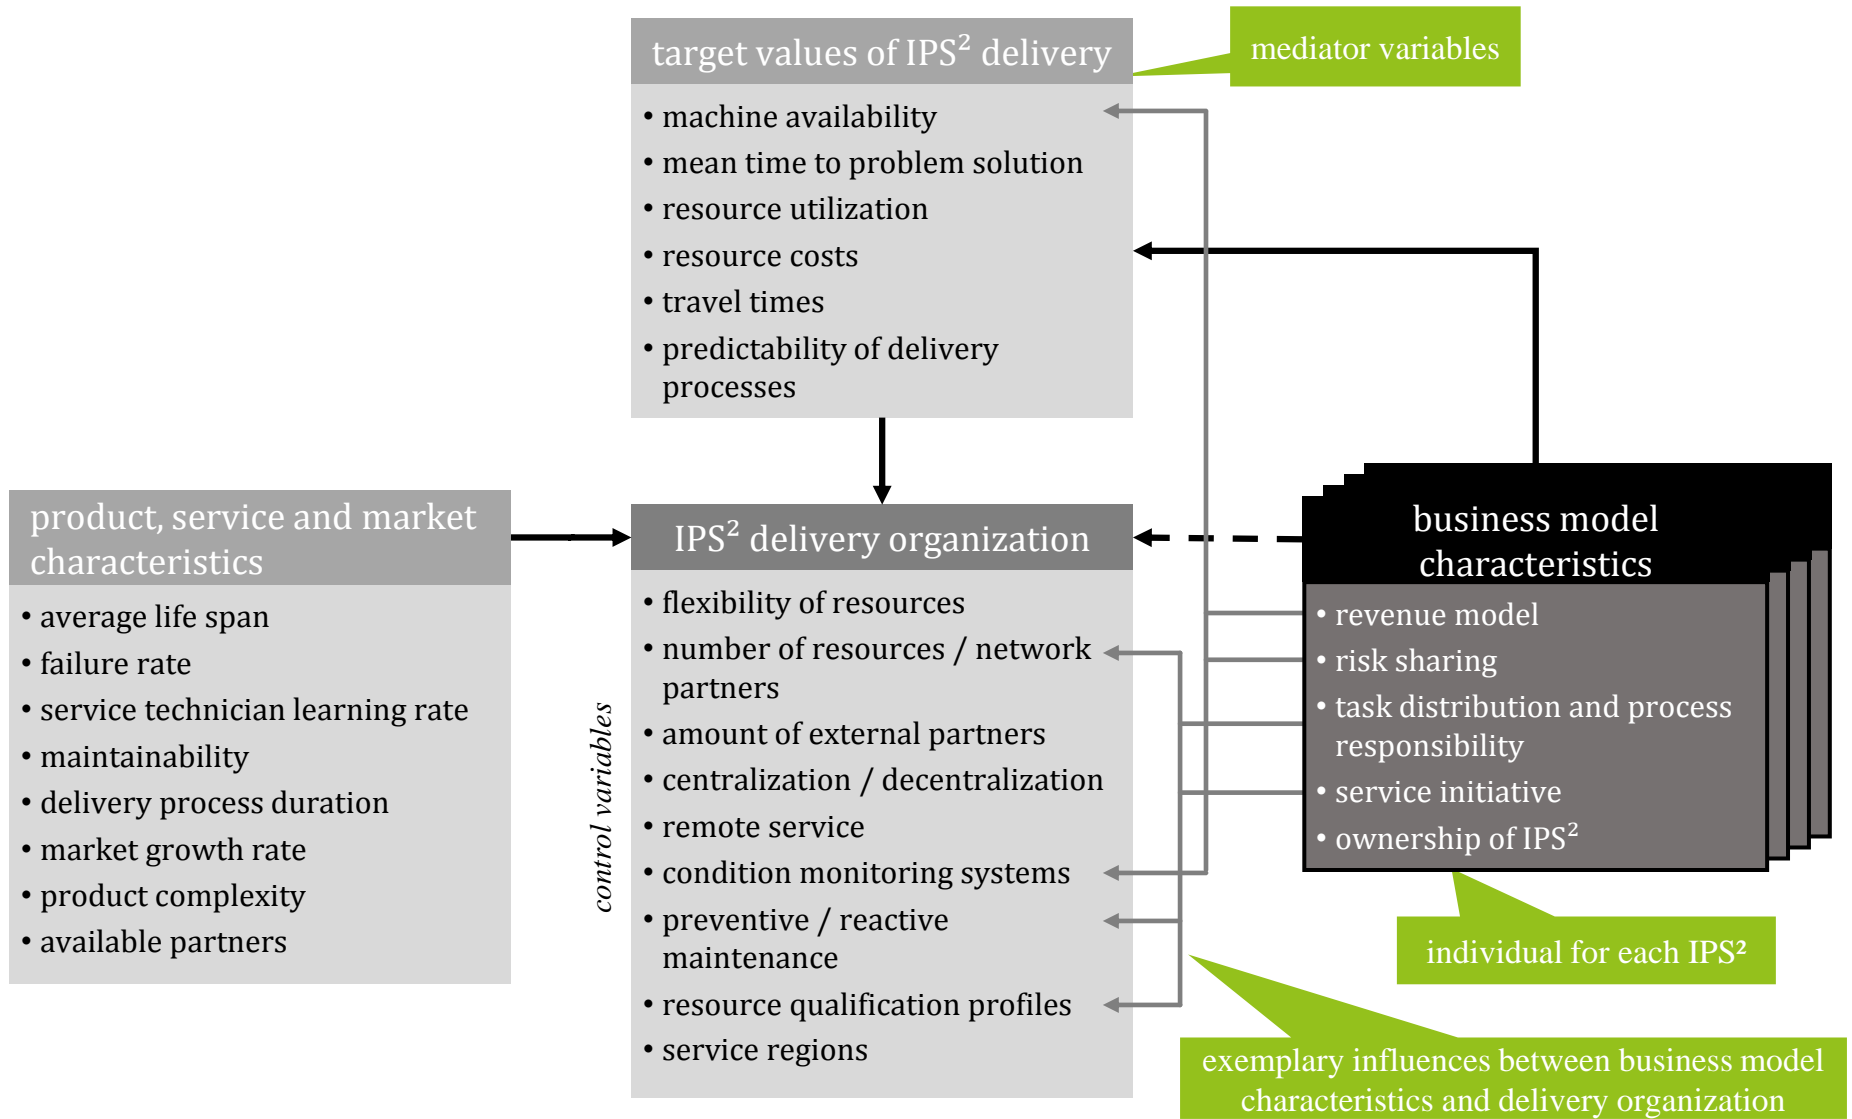 target values of IPS² delivery
• machine availability
• mean time to problem solution
• resource utilization
• resource costs
• travel times
• predictability of delivery
processes
mediator variables
product, service and market
characteristics
• average life span
• failure rate
• service technician learning rate
• maintainability
• delivery process duration
• market growth rate
• product complexity
• available partners
control variables
IPS² delivery organization
• flexibility of resources
• number of resources / network
partners
• amount of external partners
• centralization / decentralization
• remote service
• condition monitoring systems
• preventive / reactive
maintenance
• resource qualification profiles
• service regions
business model
characteristics
• revenue model
• risk sharing
• task distribution and process
responsibility
• service initiative
• ownership of IPS²
individual for each IPS²
exemplary influences between business model
characteristics and delivery organization